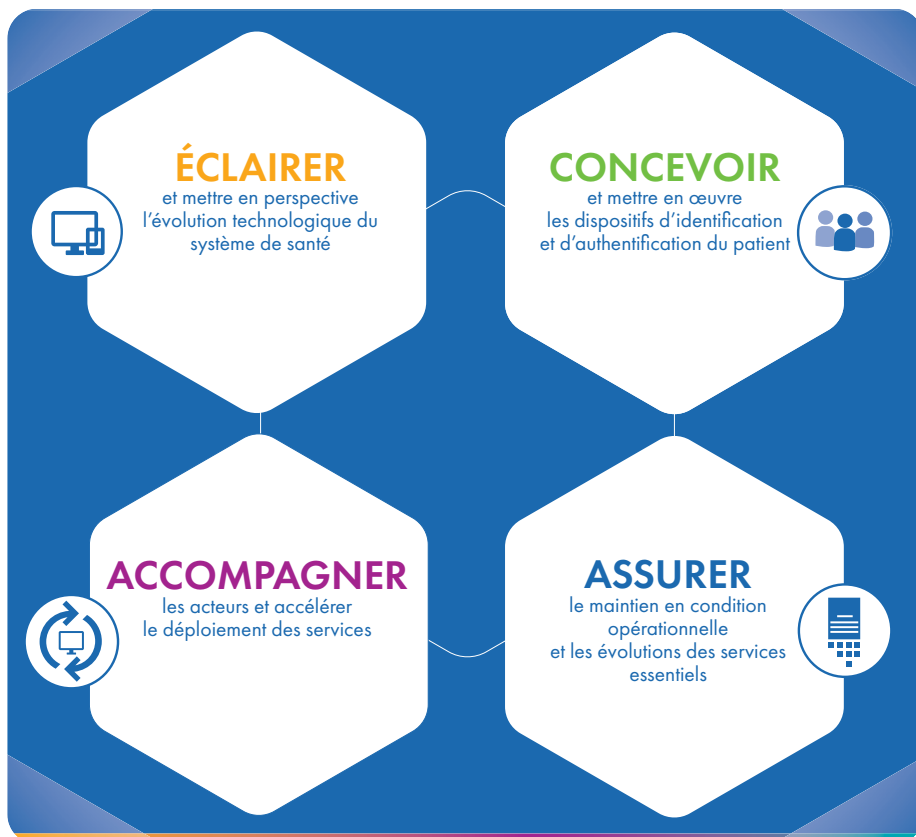 ÉCLAIRER
et mettre en perspective
l'évolution technologique du
système de santé
CONCEVOIR
et mettre en œuvre
les dispositifs d'identification
et d'authentification du patient
ACCOMPAGNER
les acteurs et accélérer
le déploiement des services
ASSURER
le maintien en condition
opérationnelle
et les évolutions des services
essentiels